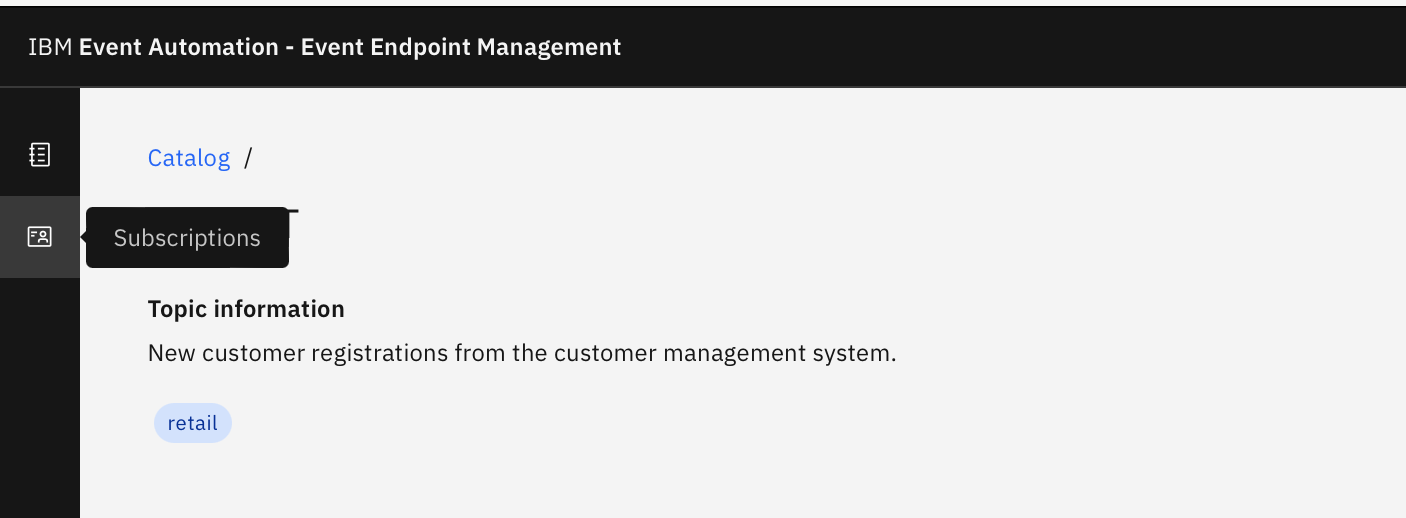 IBM Event Automation - Event Endpoint Management
Catalog /
Subscriptions
Topic information
New customer registrations from the customer management system.
retail